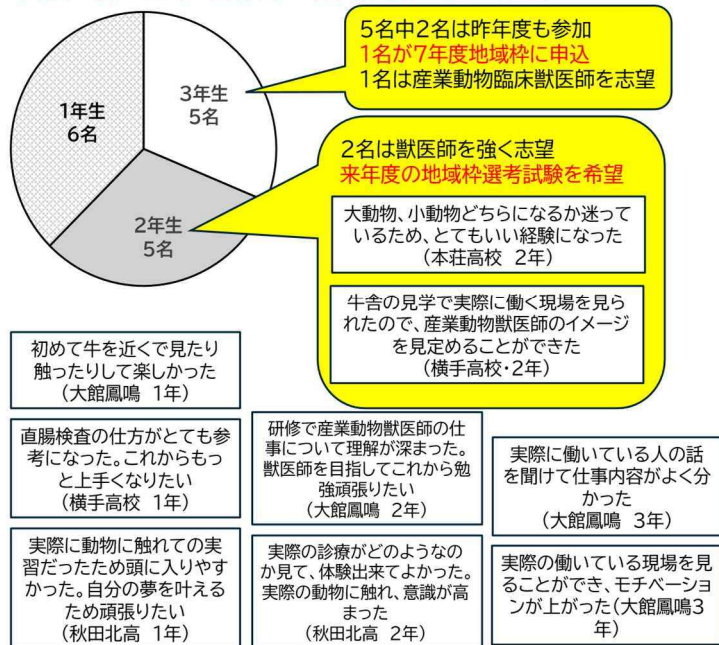 1年生
6名
3年生
5名
2年生
5名
5名中2名は昨年度も参加
1名が7年度地域枠に申込
1名は産業動物臨床獣医師を志望
2名は獣医師を強く志望
来年度の地域枠選考試験を希望
大動物、小動物どちらになるか迷って
いるため、とてもいい経験になった
(本荘高校 2年)
牛舎の見学で実際に働く現場を見ら
れたので、産業動物獣医師のイメージ
を見定めることができた
(横手高校・2年)
初めて牛を近くで見たり
触ったりして楽しかった
(大館鳳鳴 1年)
直腸検査の仕方がとても参
考になった。これからもっ
と上手くなりたい
(横手高校 1年)
実際に動物に触れての実
習だったため頭に入りやす
かった。自分の夢を叶える
ため頑張りたい
(秋田北高 1年)
研修で産業動物獣医師の仕
事について理解が深まった。
獣医師を目指してこれから勉
強頑張りたい
(大館鳳鳴 2年)
実際の診療がどのようなの
か見て、体験出来てよかった。
実際の動物に触れ、意識が高
まった
(秋田北高 2年)
実際に働いている人の話
を聞けて仕事内容がよく分
かった
(大館鳳鳴 3年)
実際の働いている現場を見
ることができ、モチベーショ
ンが上がった(大館鳳鳴3
年)